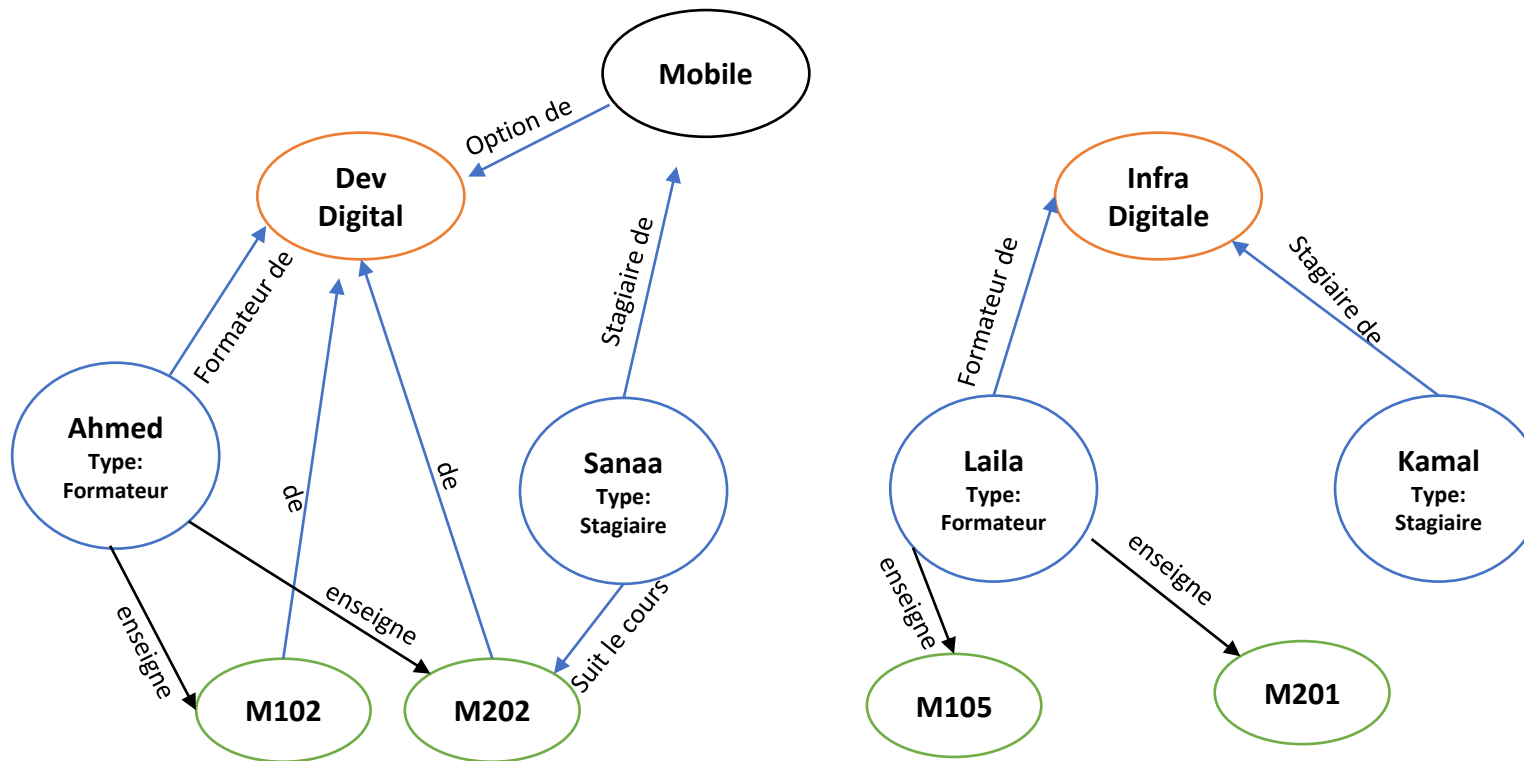 Mobile
Option de
Dev
Digital
Infra
Digitale
Formateur de
Stagiaire de
Formateur de
Stagiaire de
Ahmed
Type:
Formateur
Sanaa
Type:
Stagiaire
Laila
Type:
Formateur
Kamal
Type:
Stagiaire
de
de
enseigne
enseigne
Suit le cours
enseigne
enseigne
M102
M202
M105
M201